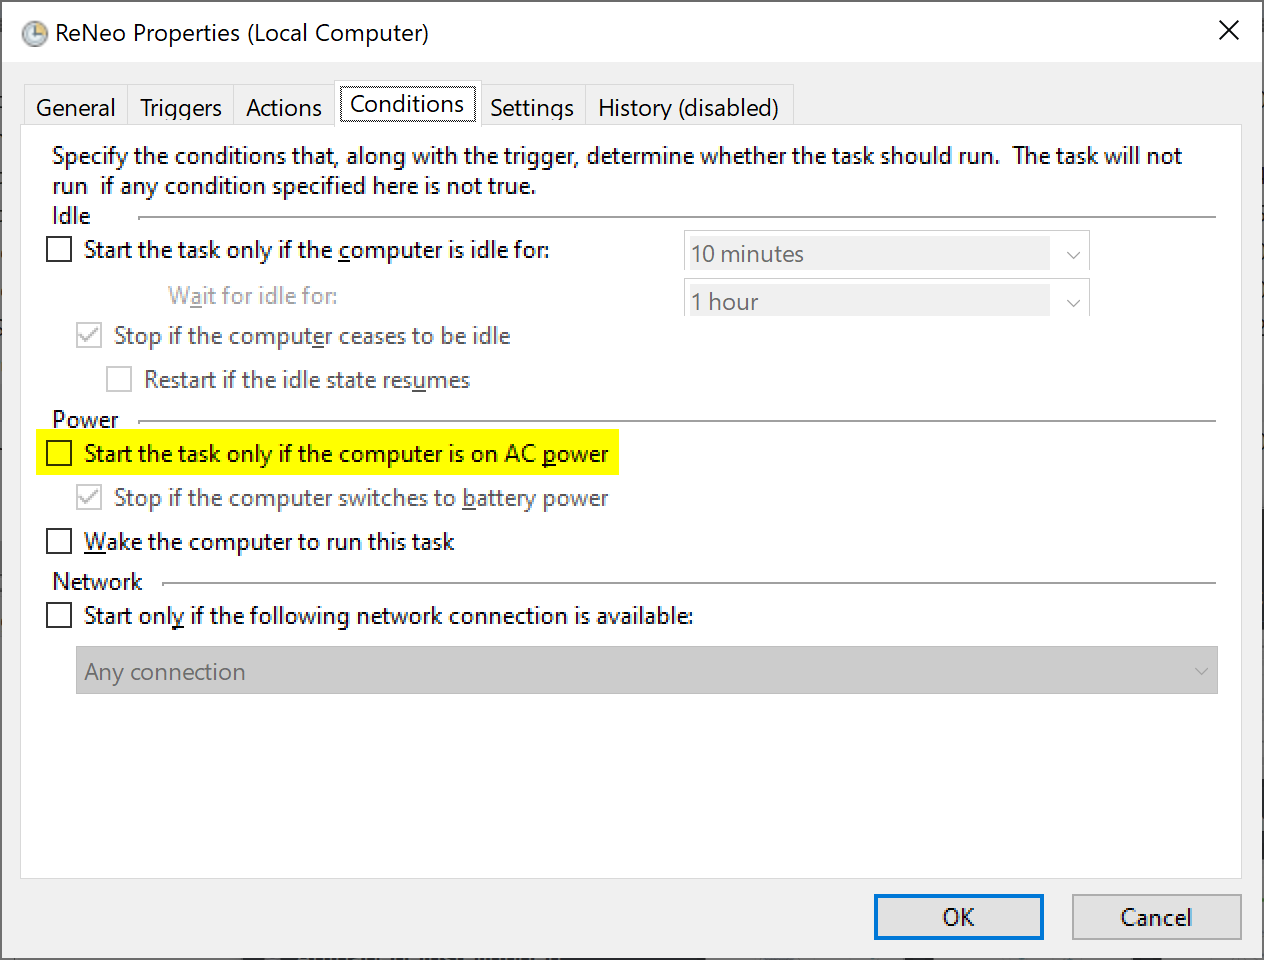 ReNeo Properties (Local Computer)
General Triggers Actions Conditions Settings History (disabled)
Specify the conditions that, along with the trigger, determine whether the task should run.  The task will not
run  if any condition specified here is not true.
Idle
Start the task only if the computer is idle for: 10 minutes
Wait for idle for: 1 hour
Stop if the computer ceases to be idle
Restart if the idle state resumes
Power
Start the task only if the computer is on AC power
Stop if the computer switches to battery power
Wake the computer to run this task
Network
Start only if the following network connection is available:
Any connection
OK Cancel